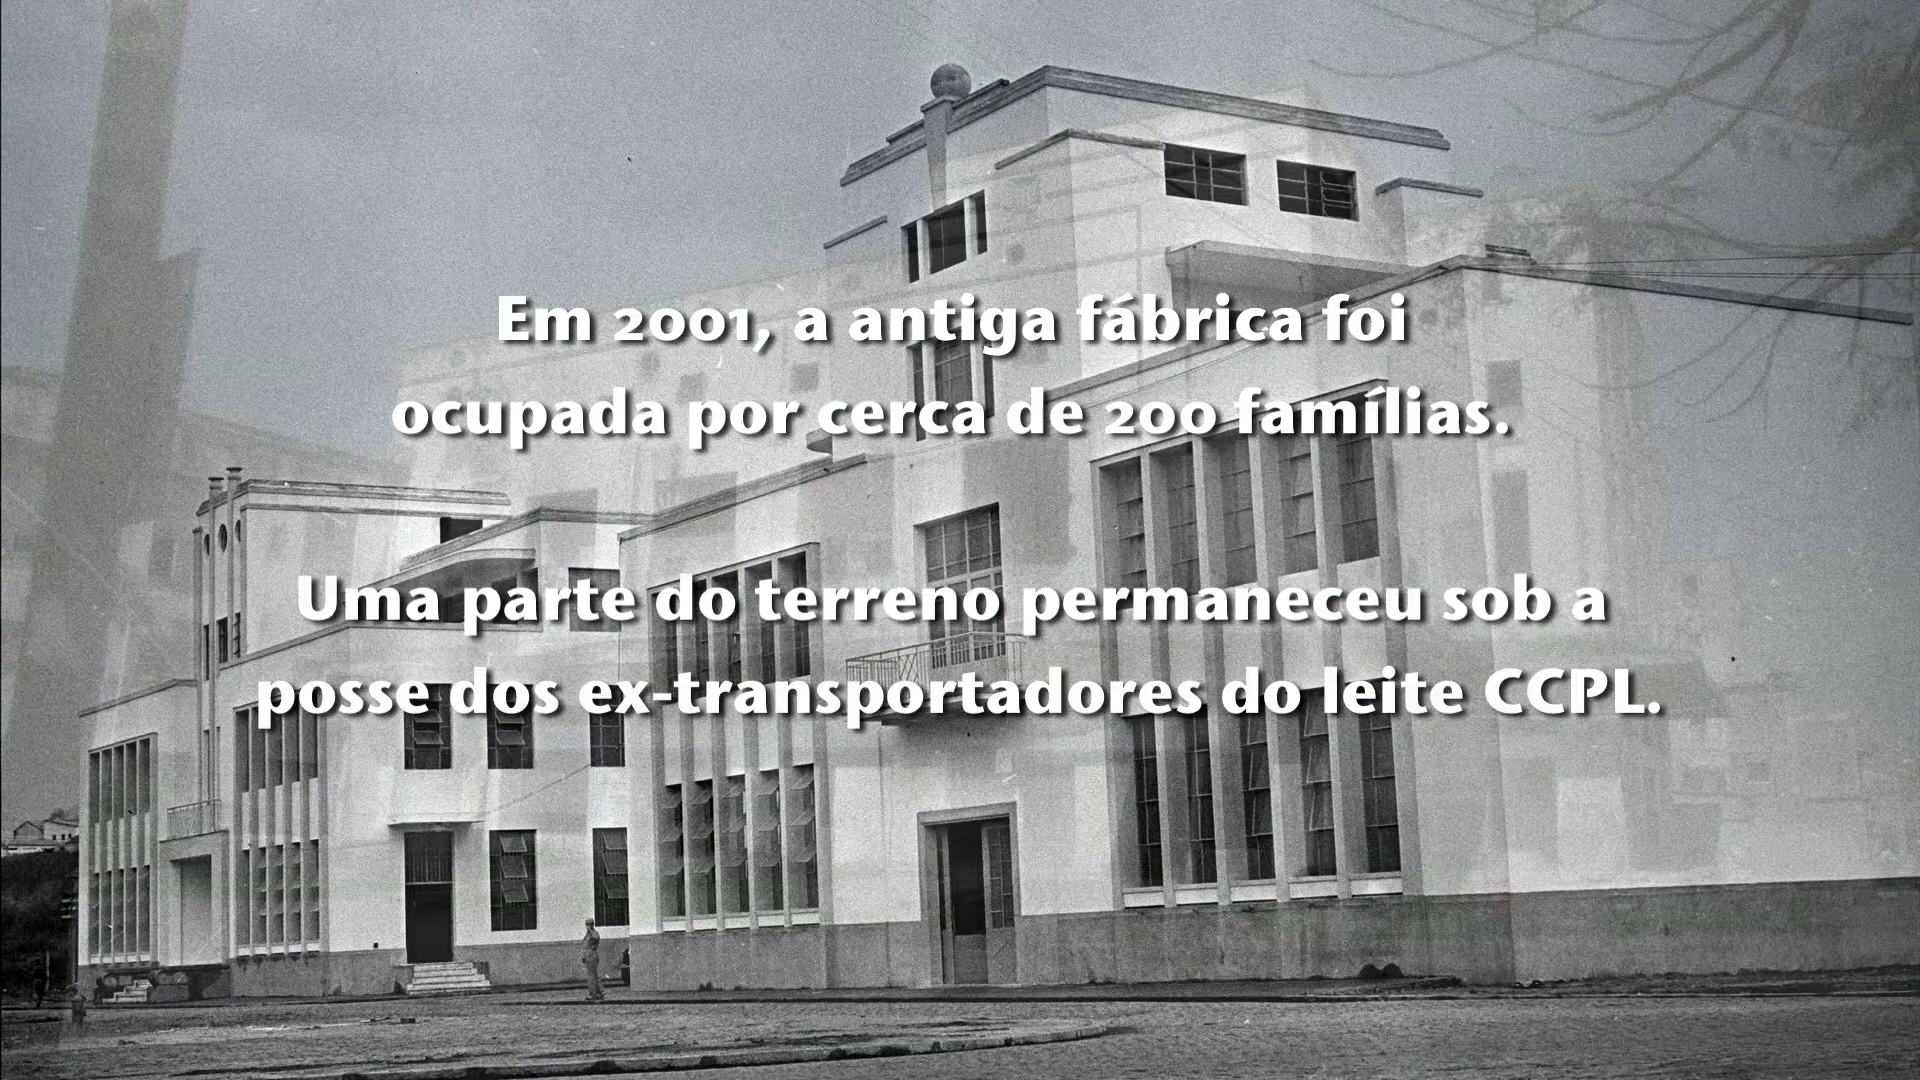 Em 2001, a antiga fábrica foi
ocupada por cerca de 200 famílias.
Uma parte do terreno permaneceu sob a
posse dos ex-transportadores do leite CCPL.